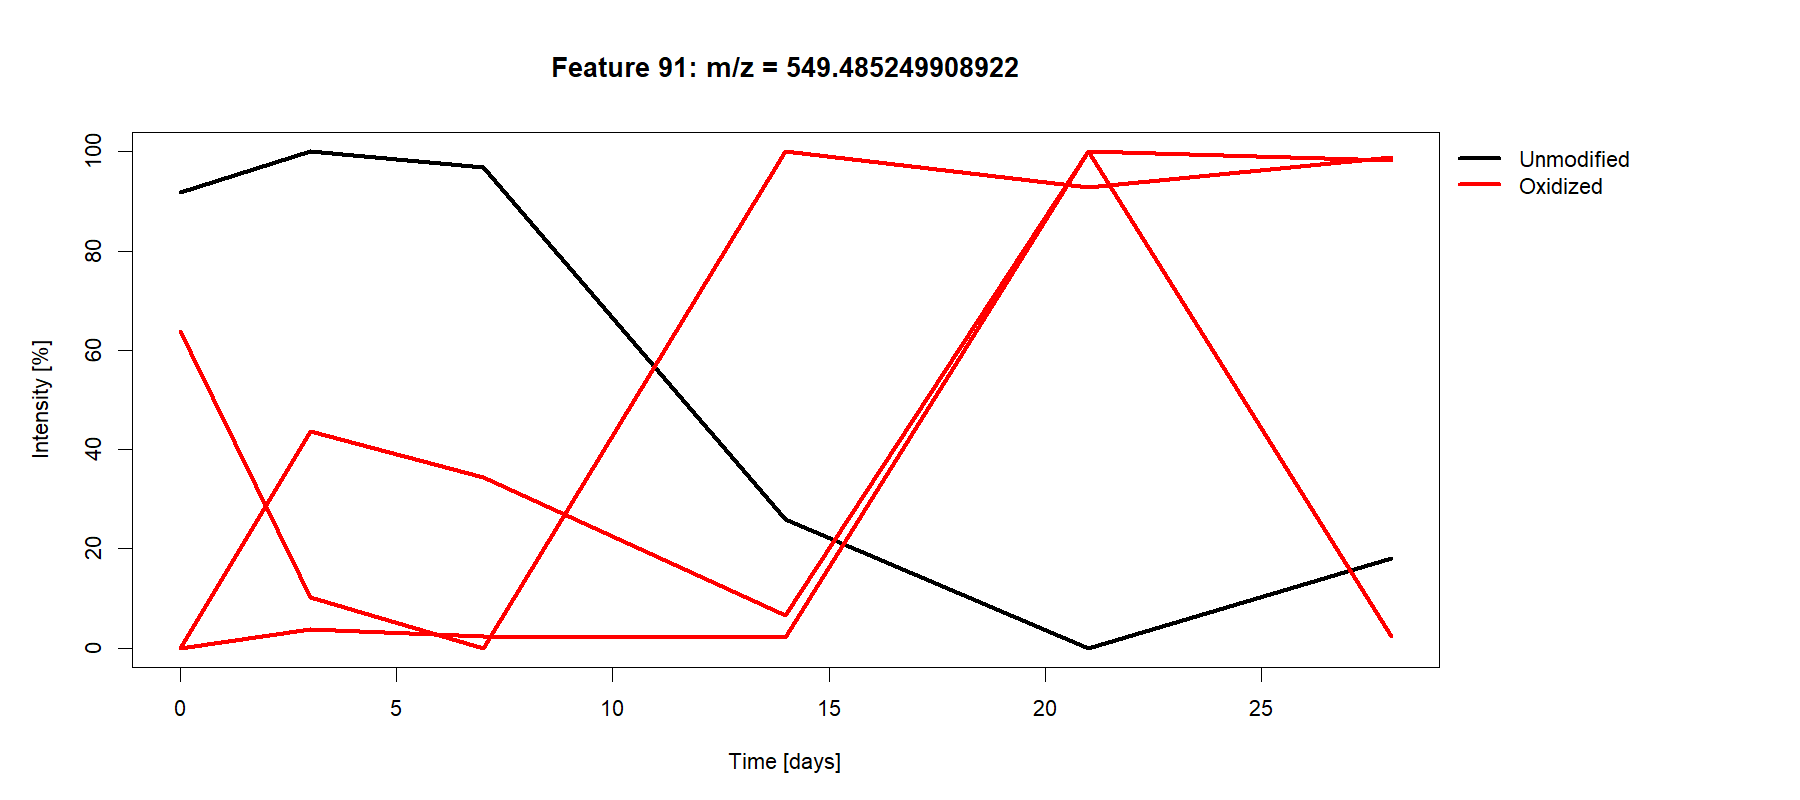 Feature 91: m/z = 549.485249908922
Unmodified
Oxidized
Intensity [%]
100
80
60
40
20
0
0 5 10 15 20 25
Time [days]